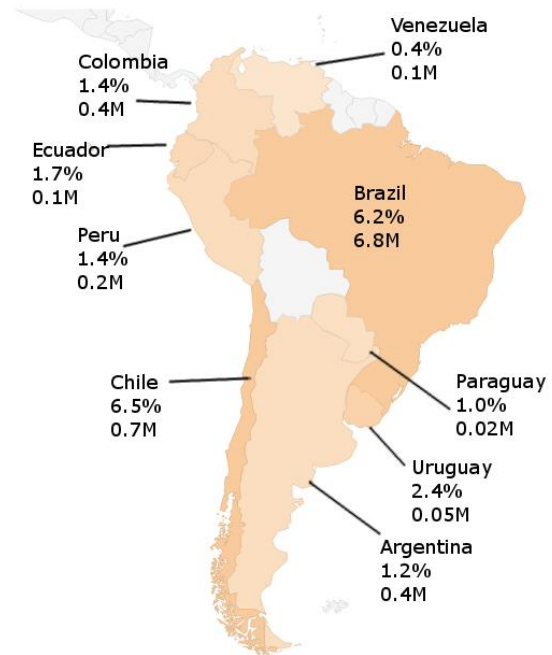 Venezuela
0.4%
0.1M
Colombia
1.4%
0.4M
Ecuador
1.7%
0.1M
Brazil
6.2%
6.8M
Peru
1.4%
0.2M
Chile
6.5%
0.7M
Paraguay
1.0%
0.02M
Uruguay
2.4%
0.05M
Argentina
1.2%
0.4M